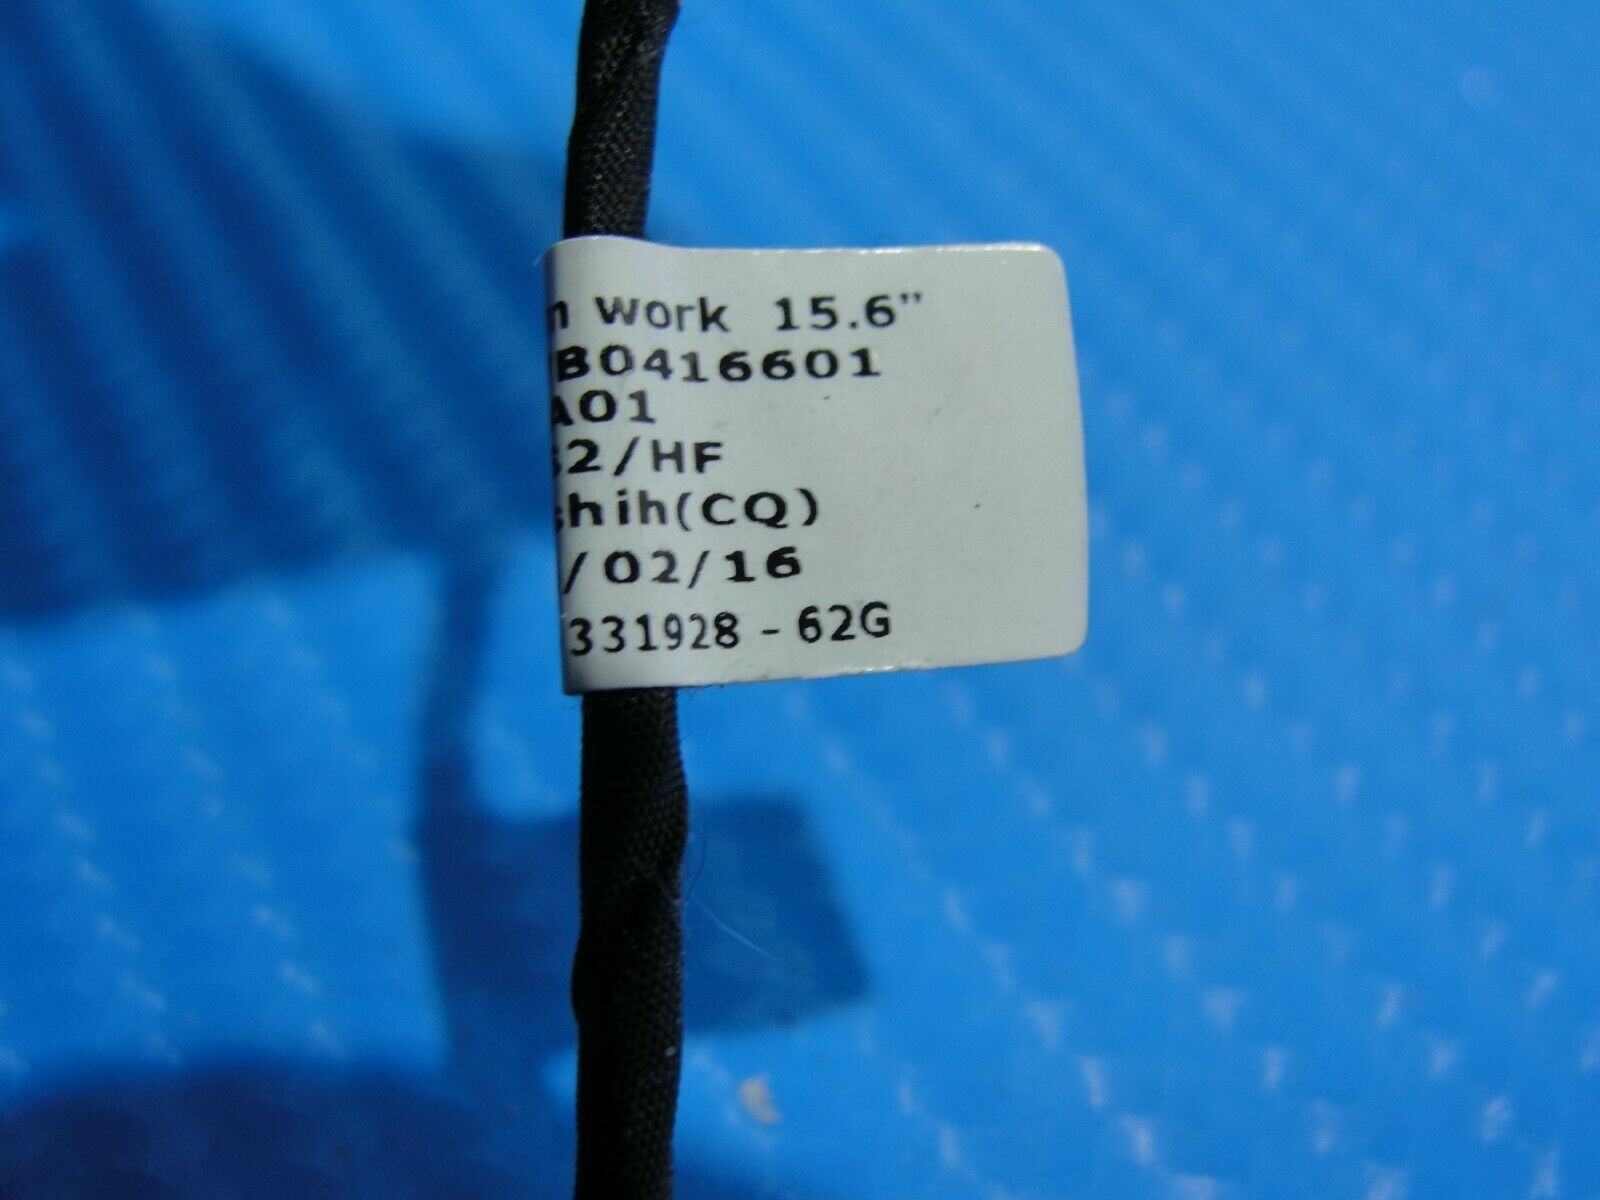 Work 15.6"
B0416601
A01
2/HF
hih(CQ)
/02/16
331928-62G